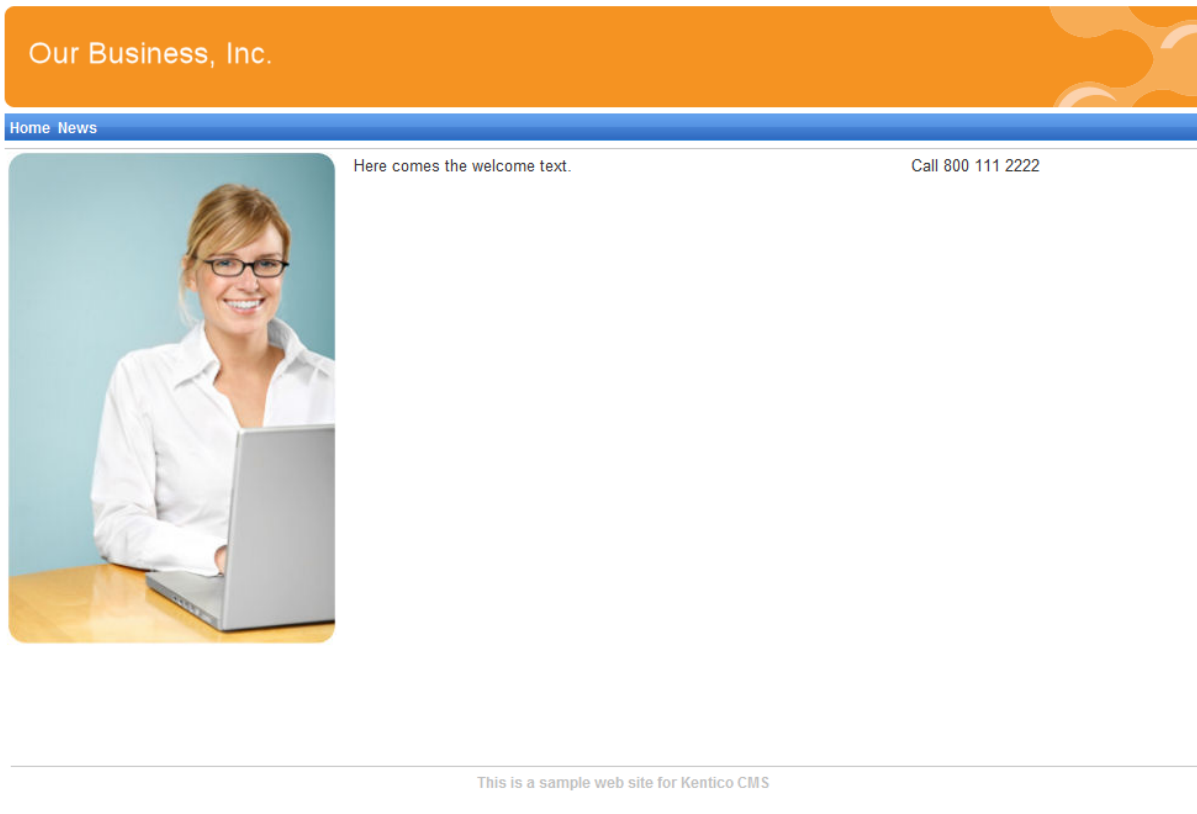 Our Business, Inc.
Home News
Here comes the welcome text.
Call 800 111 2222
This is a sample web site for Kentico CMS